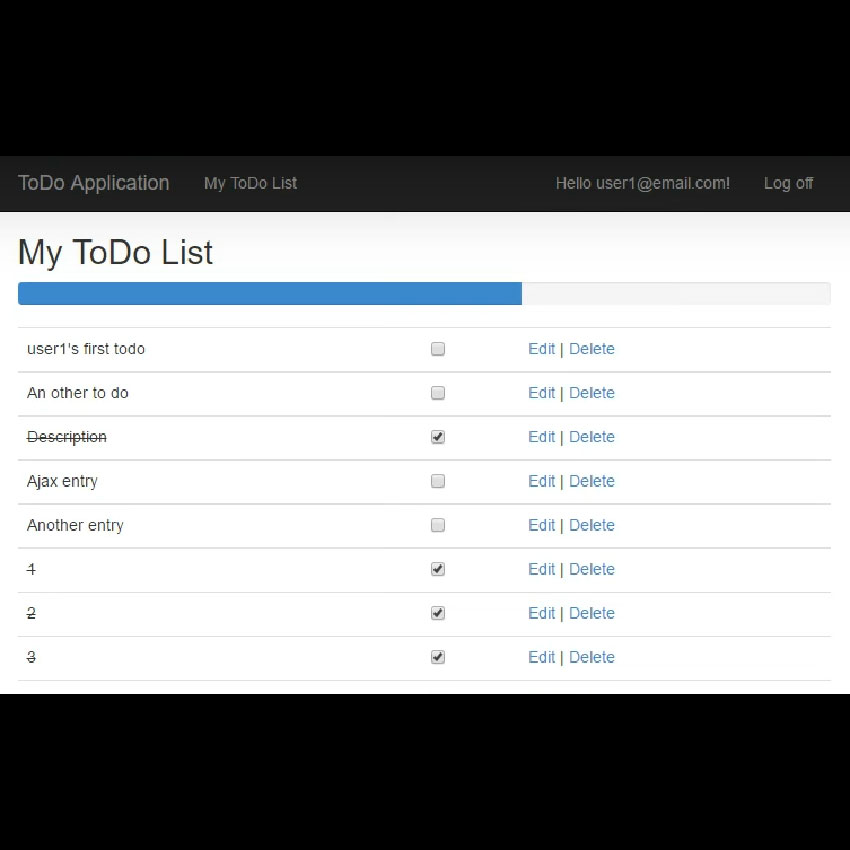 ToDo Application My ToDo List Hello user1@email.com! Log off
My ToDo List
user1's first todo Edit | Delete
An other to do Edit | Delete
Description Edit | Delete
Ajax entry Edit | Delete
Another entry Edit | Delete
1 Edit | Delete
2 Edit | Delete
3 Edit | Delete